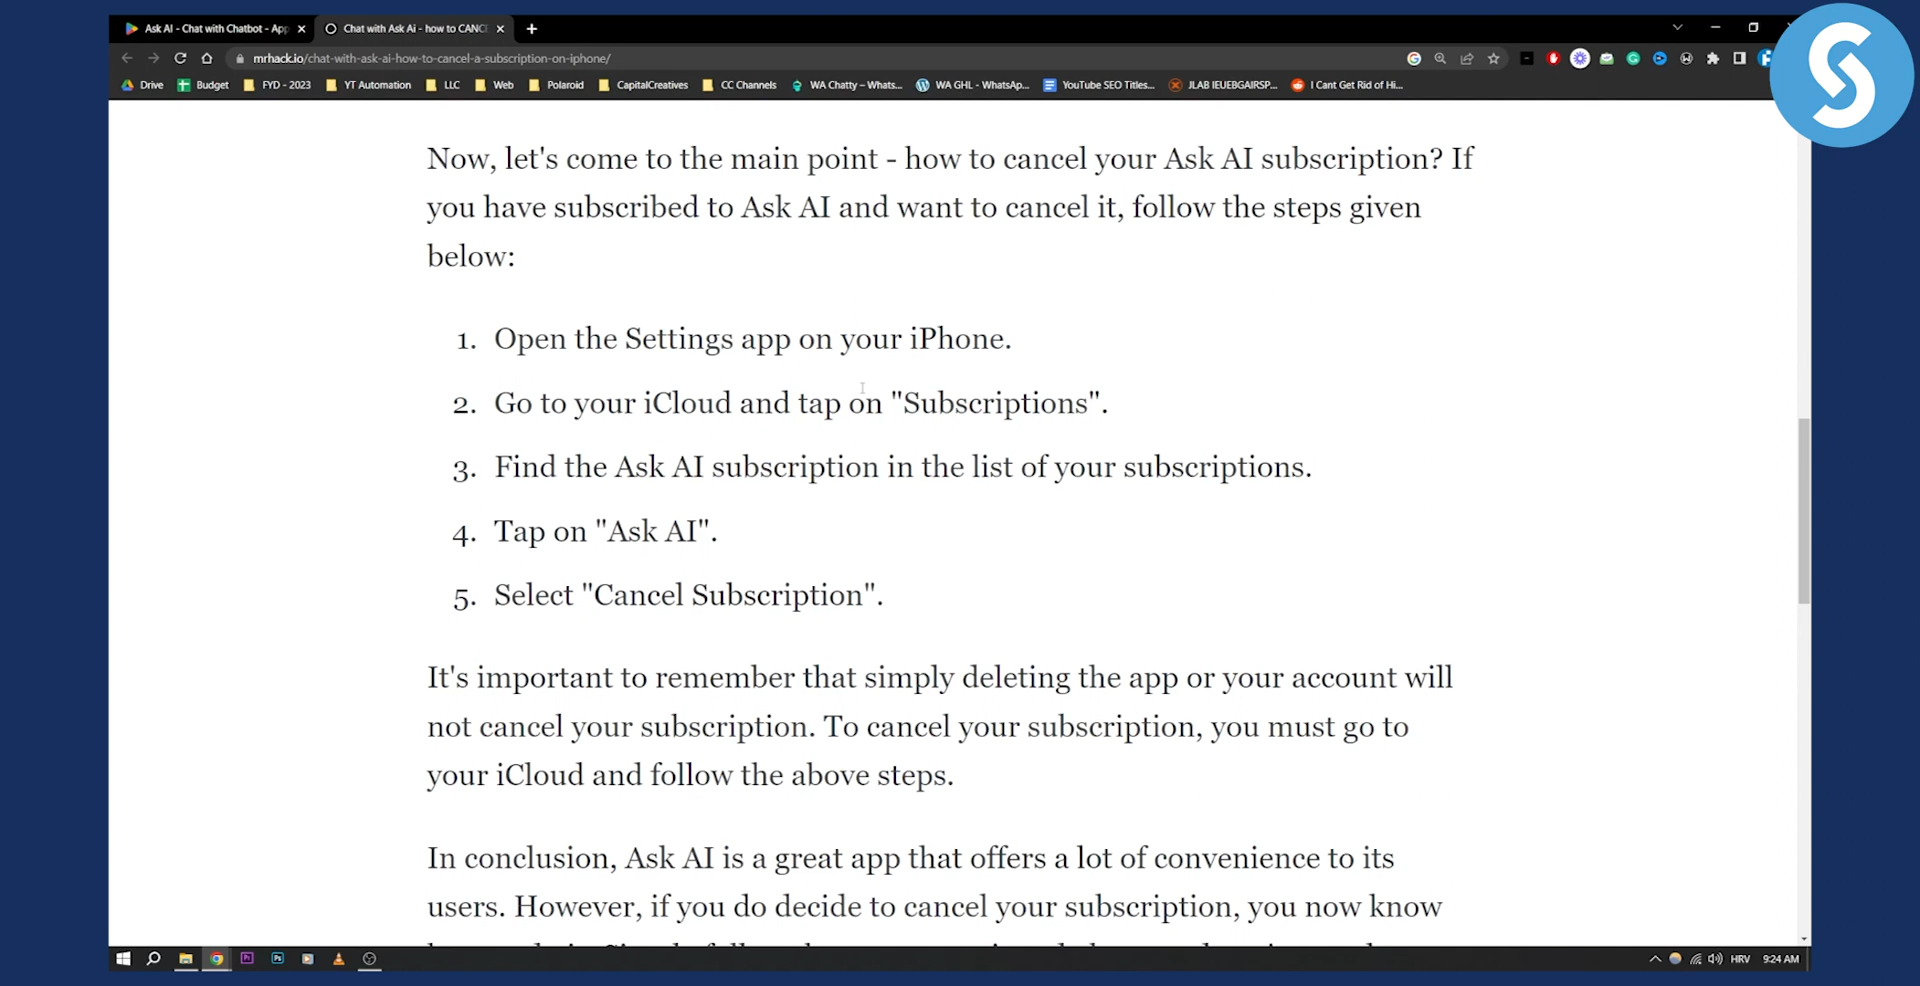 Ask AI - Chat with Chatbot - App
Chat with Ask Ai - how to CANC
mrhack.io/chat-with-ask-ai-how-to-cancel-a-subscription-on-iphone/
Drive Budget FYD - 2023 YT Automation LLC Web Polaroid CapitalCreatives CC Channels WA Chatty – Whats... WA GHL - WhatsAp... YouTube SEO Titles... JLAB IEUEBGAIRSP... I Cant Get Rid of Hi...
Now, let's come to the main point - how to cancel your Ask AI subscription? If
you have subscribed to Ask AI and want to cancel it, follow the steps given
below:
1. Open the Settings app on your iPhone.
2. Go to your iCloud and tap on "Subscriptions".
3. Find the Ask AI subscription in the list of your subscriptions.
4. Tap on "Ask AI".
5. Select "Cancel Subscription".
It's important to remember that simply deleting the app or your account will
not cancel your subscription. To cancel your subscription, you must go to
your iCloud and follow the above steps.
In conclusion, Ask AI is a great app that offers a lot of convenience to its
users. However, if you do decide to cancel your subscription, you now know
HRV 9:24 AM